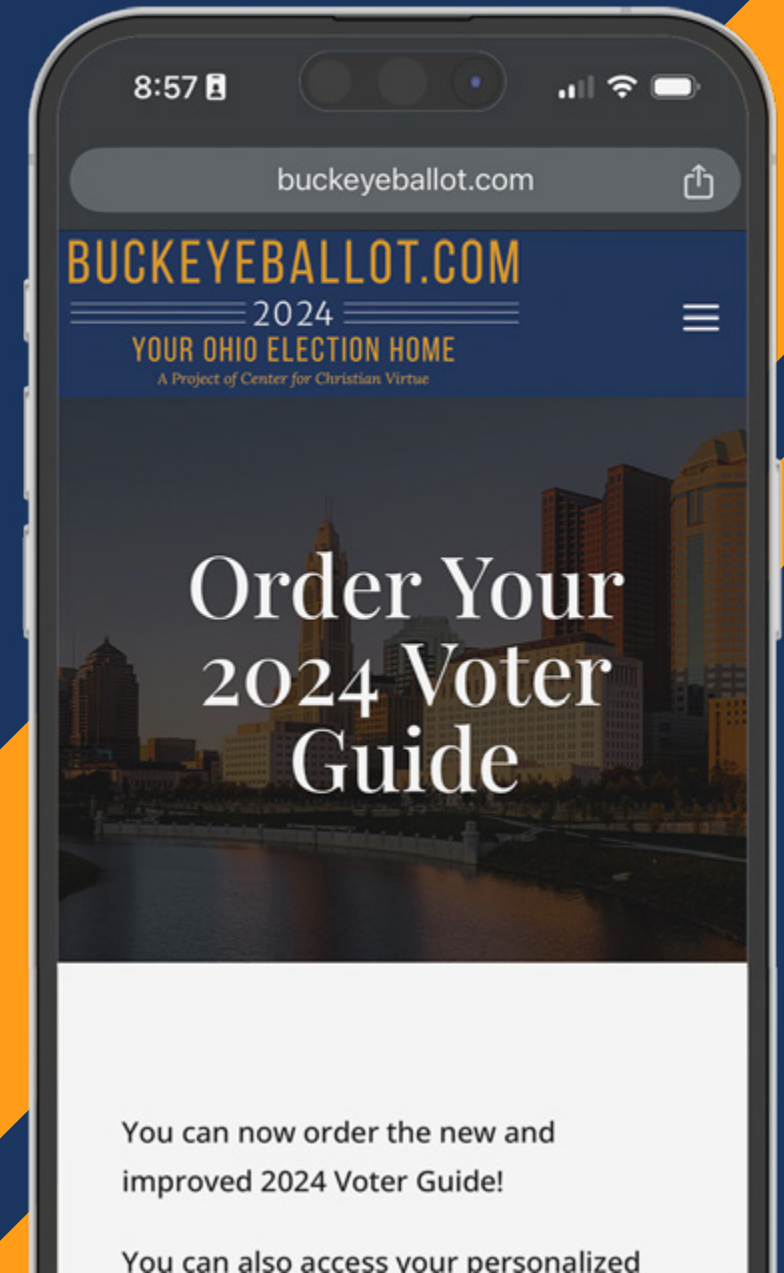 8:57
buckeyeballot.com
BUCKEYEBALLOT.COM
2024
YOUR OHIO ELECTION HOME
A Project of Center for Christian Virtue
Order Your
2024 Voter
Guide
You can now order the new and
improved 2024 Voter Guide!
You can also access your personalized